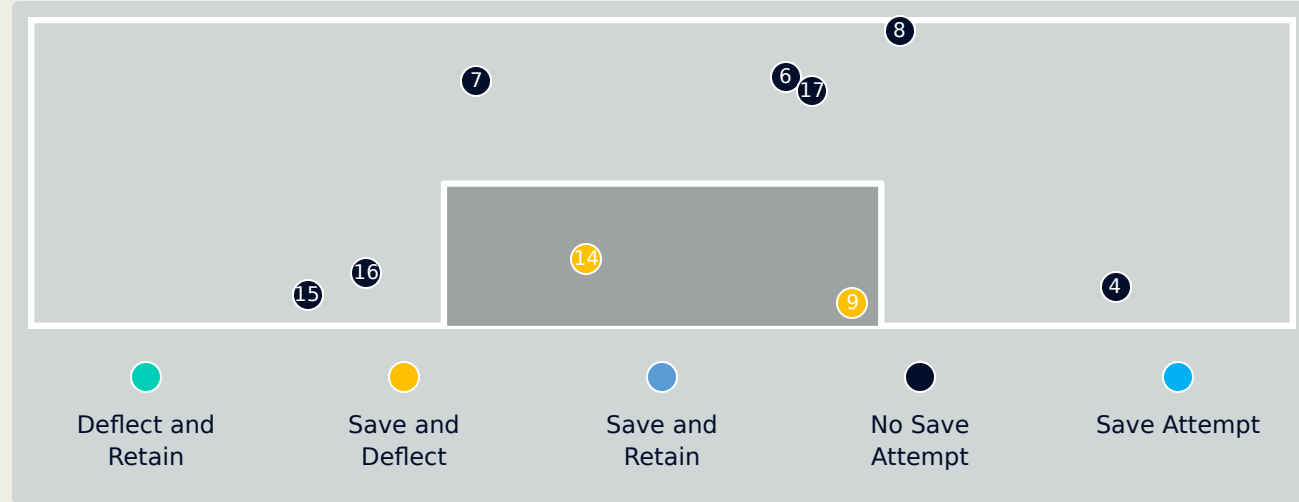 8
7
6
17
14
16
15
9
4
Deflect and
Retain
Save and
Deflect
Save and
Retain
No Save
Attempt
Save Attempt